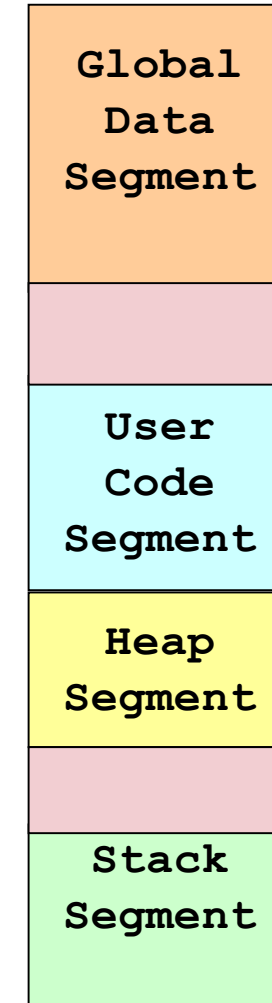 Global
Data
Segment
User
Code
Segment
Heap
Segment
Stack
Segment